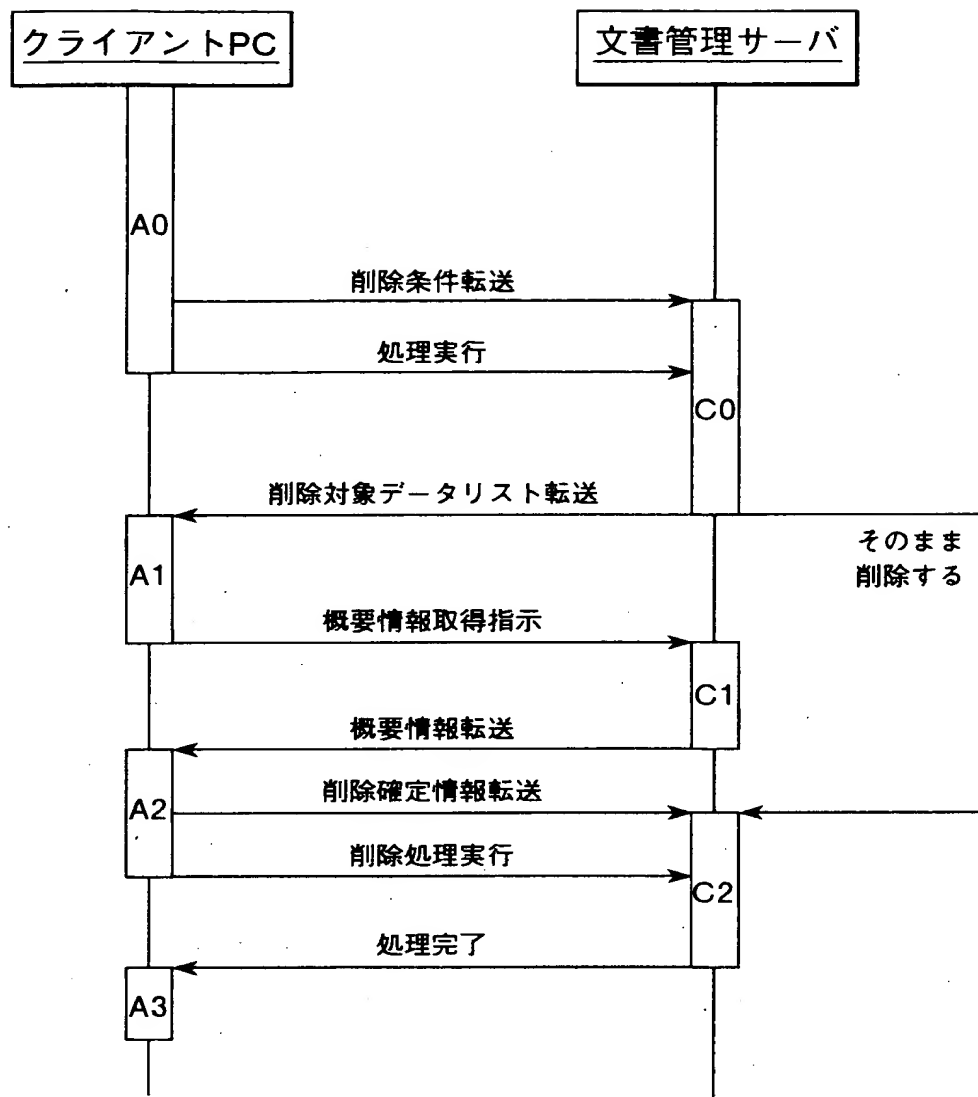 クライアントPC
文書管理サーバ
A0
削除条件転送
処理実行
C0
削除対象データリスト転送
そのまま
削除する
A1
概要情報取得指示
C1
概要情報転送
A2
削除確定情報転送
削除処理実行
C2
処理完了
A3